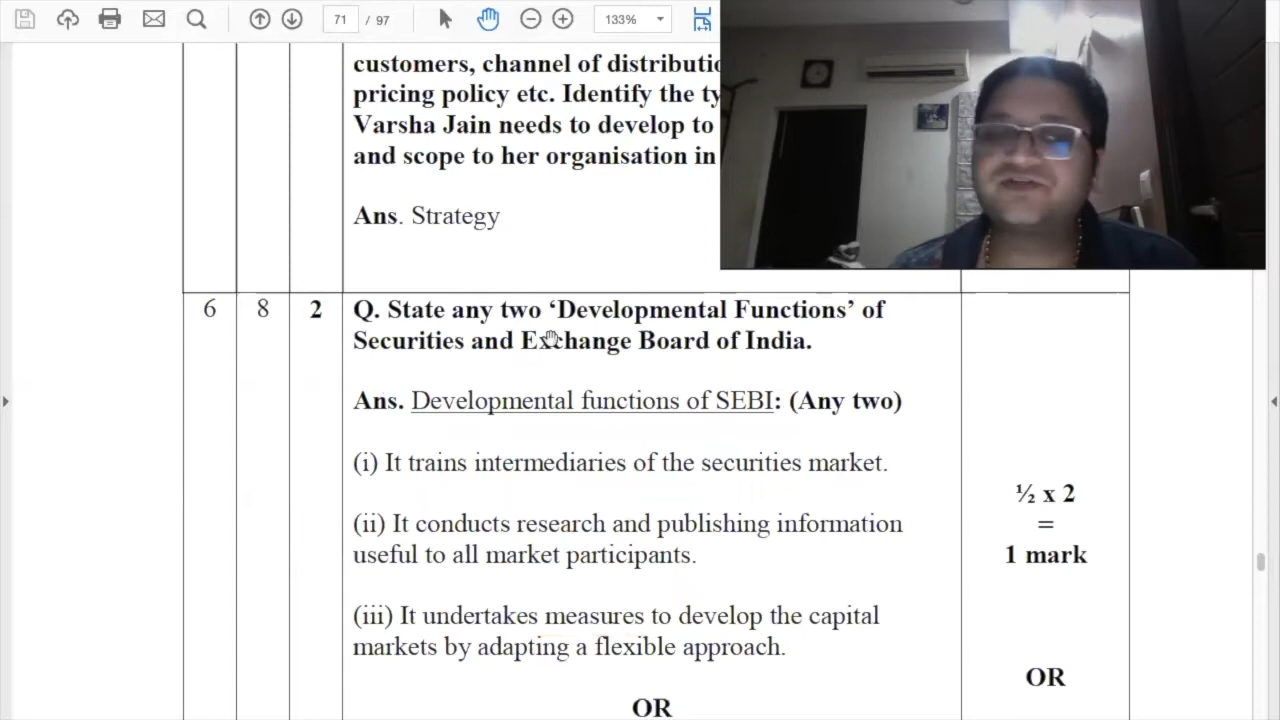 71 / 97
133%
customers, channel of distributio
pricing policy etc. Identify the ty
Varsha Jain needs to develop to
and scope to her organisation in
Ans. Strategy
6 8 2 Q. State any two ‘Developmental Functions’ of
Securities and Exchange Board of India.
Ans. Developmental functions of SEBI: (Any two)
(i) It trains intermediaries of the securities market.
(ii) It conducts research and publishing information
useful to all market participants.
(iii) It undertakes measures to develop the capital
markets by adapting a flexible approach.
OR
½ x 2
=
1 mark
OR